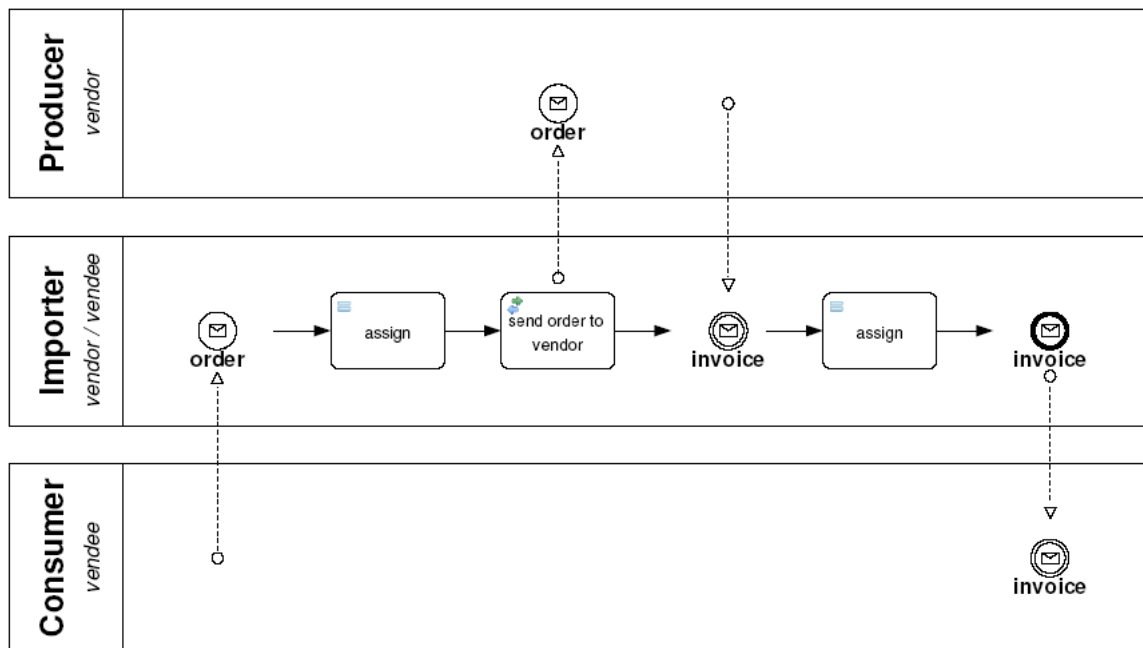 Producer
vendor
order
Importer
vendor / vendee
order
assign
send order to
vendor
invoice
assign
invoice
Consumer
vendee
invoice